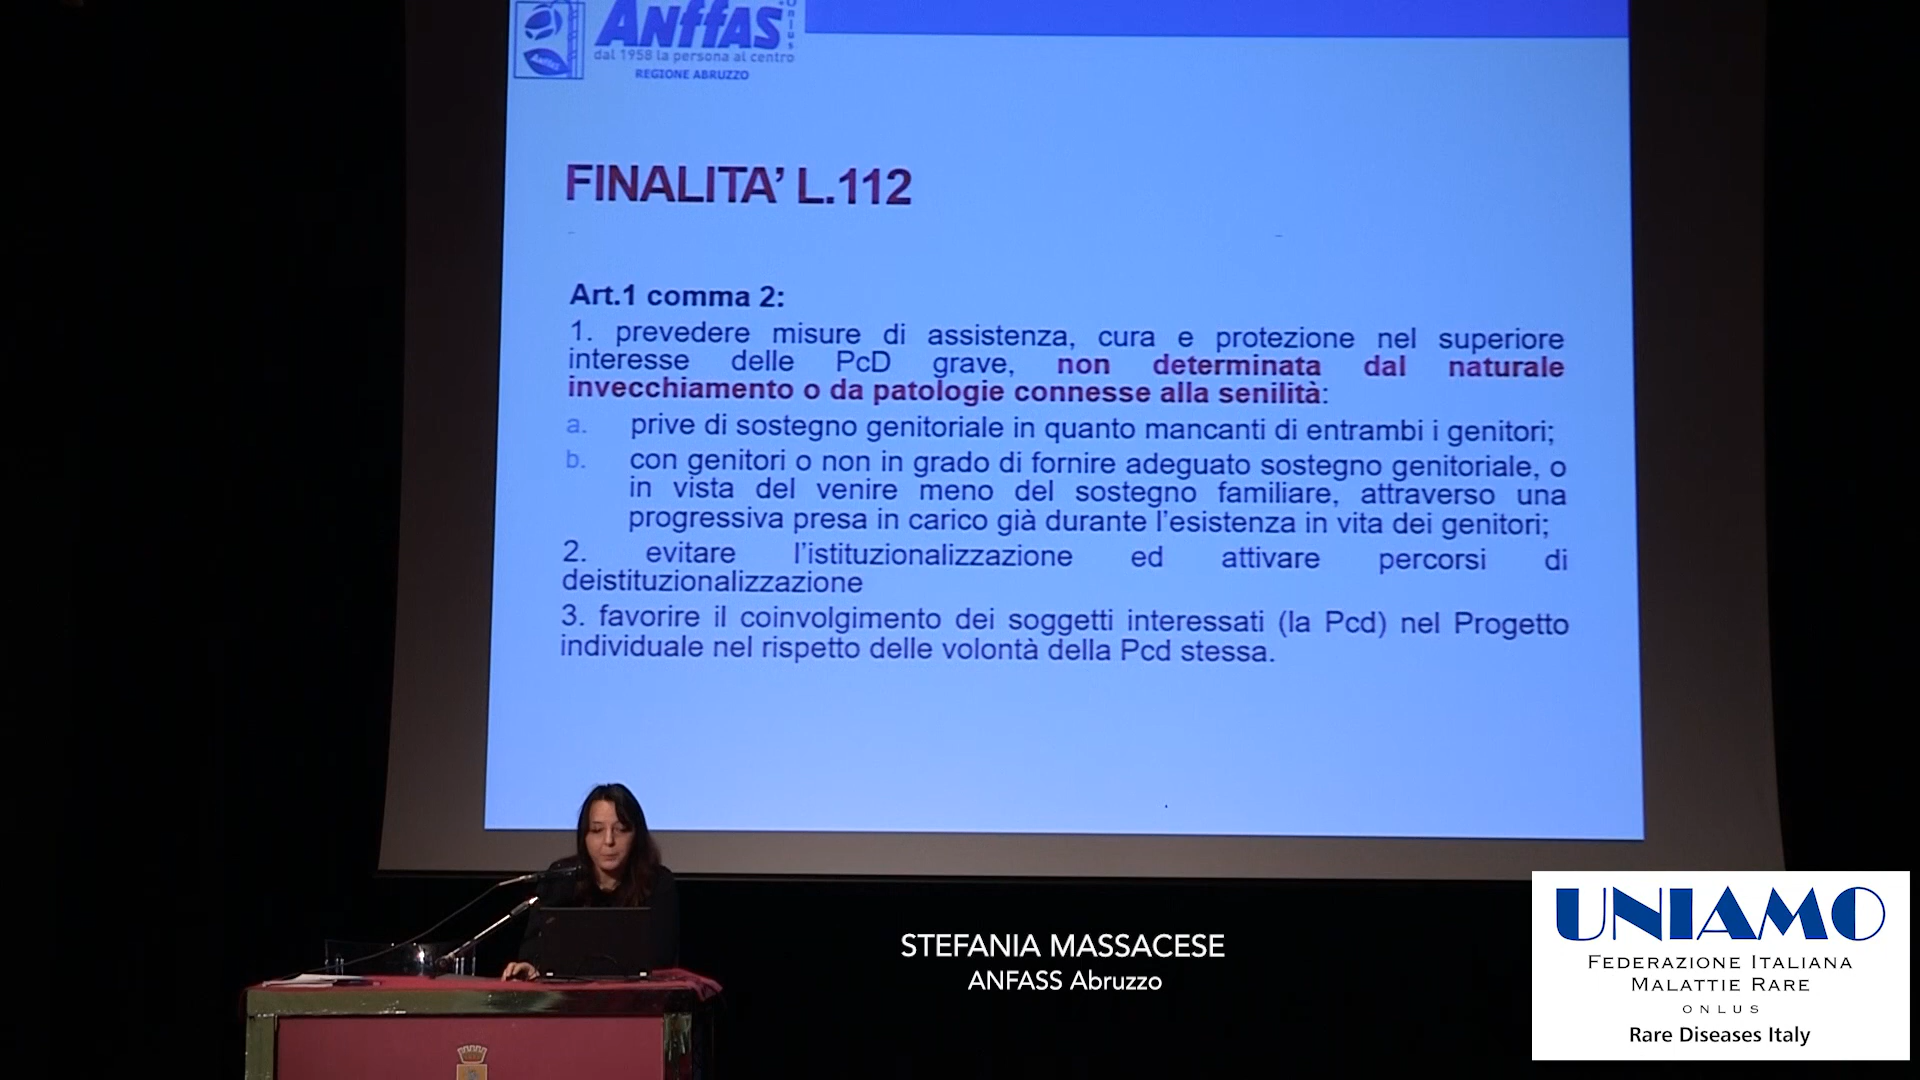 Anffas
Onlus
dal 1958 la persona al centro
Anffas
REGIONE ABRUZZO
FINALITA’ L.112
Art.1 comma 2:
1. prevedere misure di assistenza, cura e protezione nel superiore
interesse delle PcD grave, non determinata dal naturale
invecchiamento o da patologie connesse alla senilità:
a. prive di sostegno genitoriale in quanto mancanti di entrambi i genitori;
b. con genitori o non in grado di fornire adeguato sostegno genitoriale, o
in vista del venire meno del sostegno familiare, attraverso una
progressiva presa in carico già durante l’esistenza in vita dei genitori;
2. evitare l’istituzionalizzazione ed attivare percorsi di
deistituzionalizzazione
3. favorire il coinvolgimento dei soggetti interessati (la Pcd) nel Progetto
individuale nel rispetto delle volontà della Pcd stessa.
STEFANIA MASSACESE
ANFASS Abruzzo
UNIAMO
FEDERAZIONE ITALIANA
MALATTIE RARE
ONLUS
Rare Diseases Italy